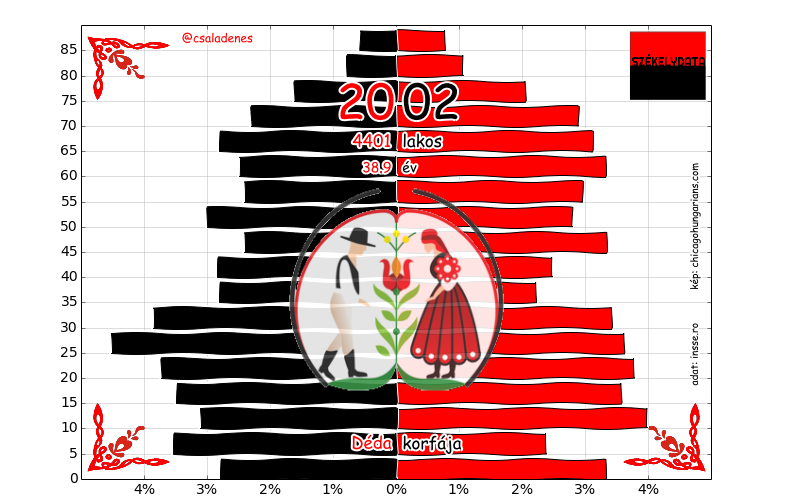 @csaladenes
SZÉKELYDATA
2002
4401 lakos
38.9 év
kép: chicagohungarians.com
adat: insse.ro
Déda korfája
85
80
75
70
65
60
55
50
45
40
35
30
25
20
15
10
5
0
4% 3% 2% 1% 0% 1% 2% 3% 4%